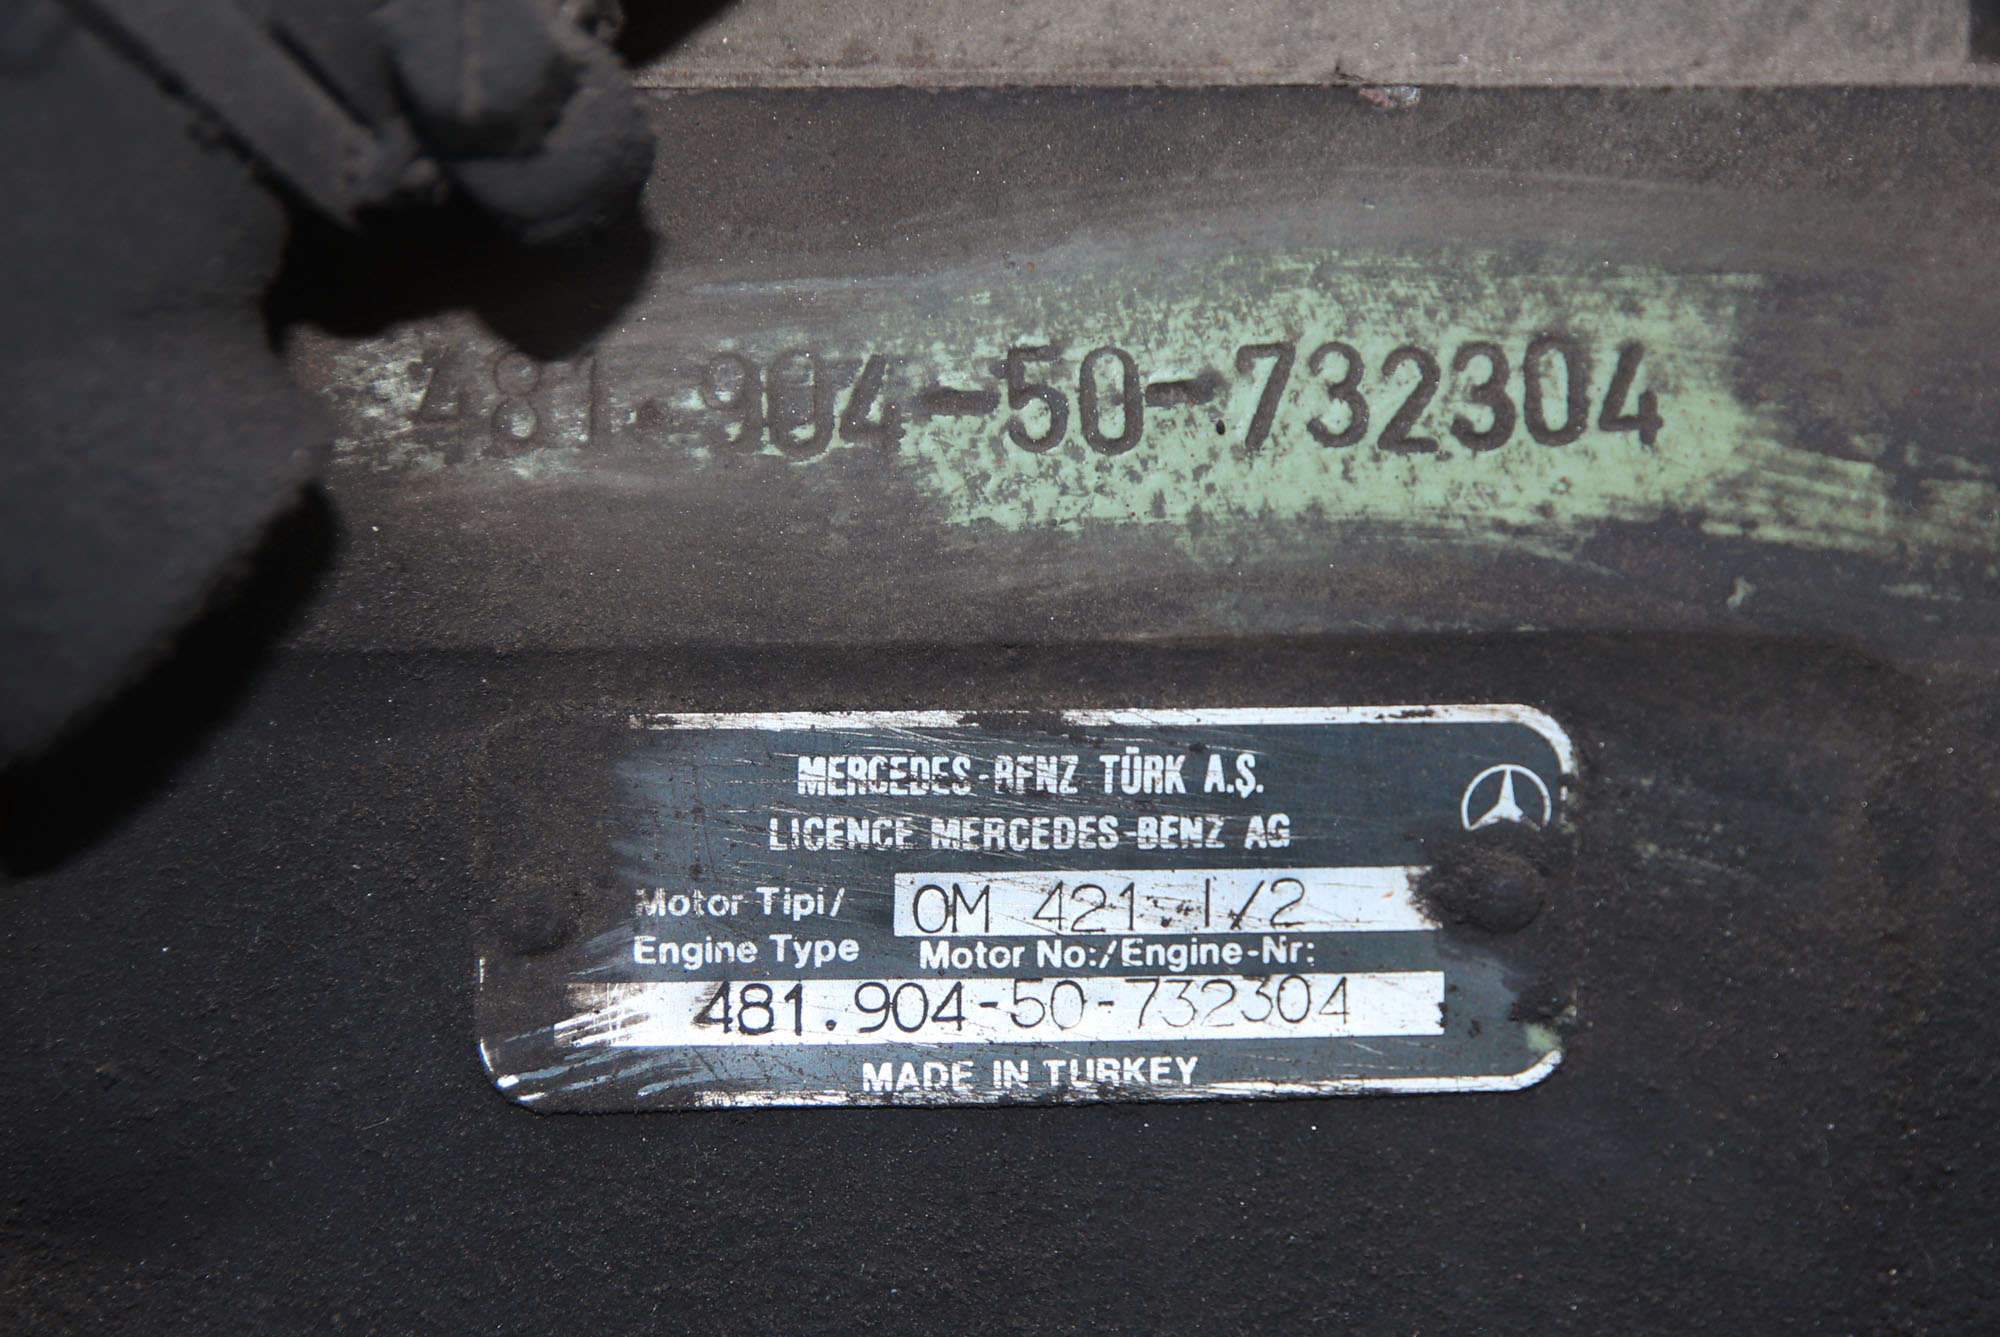 481.904-50-732304
MERCEDES-BENZ TÜRK A.Ş.
LICENCE MERCEDES-BENZ AG
Motor Tipi/ OM 421.I/2
Engine Type Motor No:/Engine-Nr:
481.904-50-732304
MADE IN TURKEY